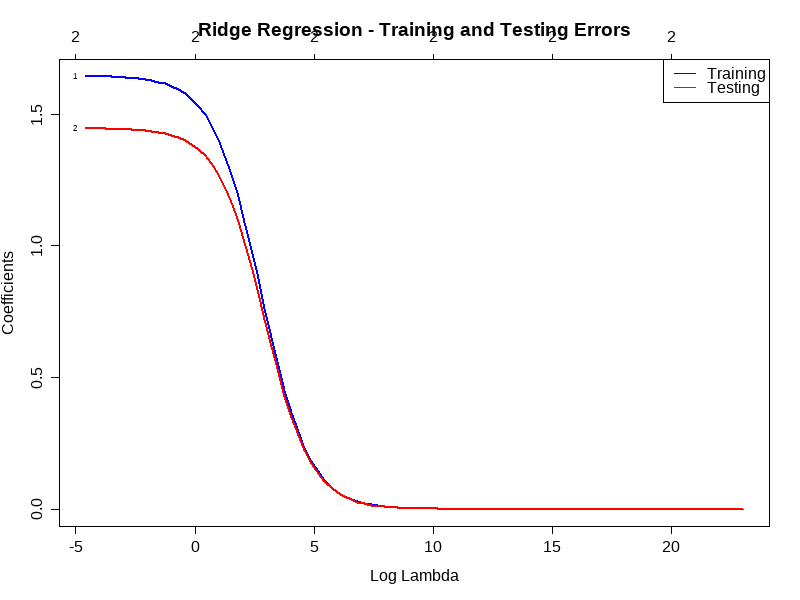 Ridge Regression - Training and Testing Errors
2 2 2 2 2 2
Training
Testing
1
2
1.5
1.0
0.5
0.0
Coefficients
-5 0 5 10 15 20
Log Lambda